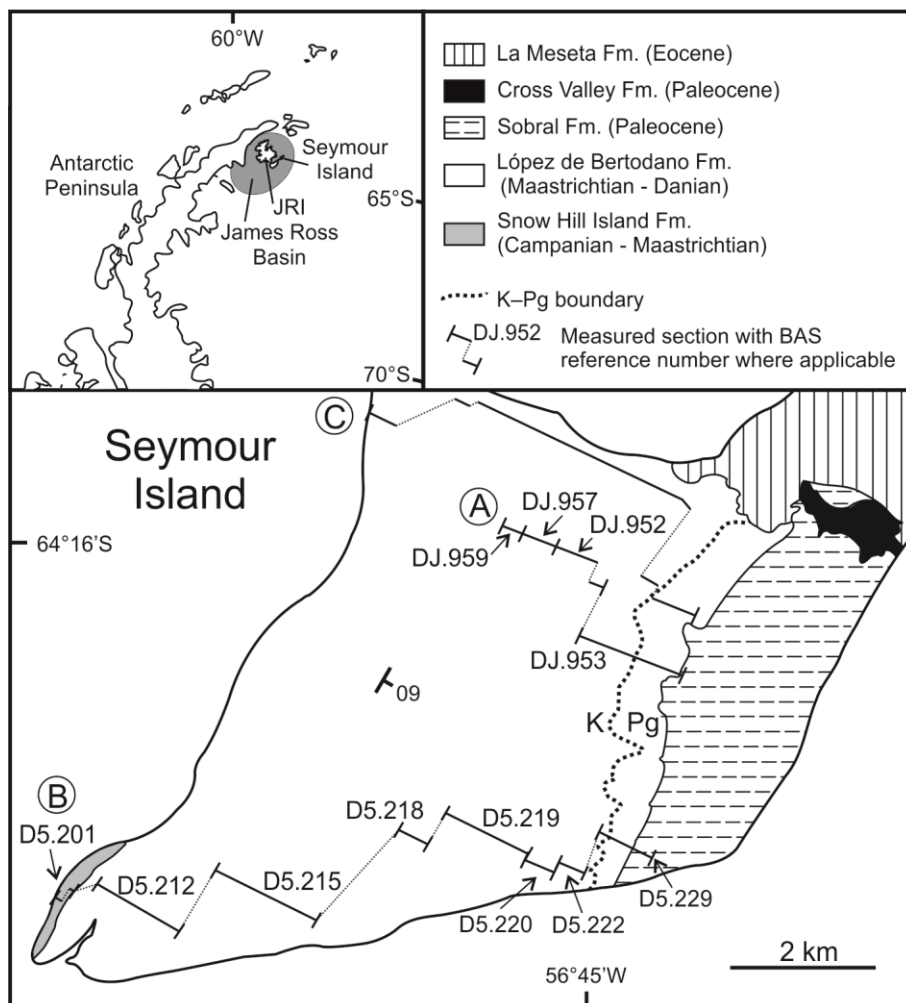 60°W
Antarctic
Peninsula
Seymour
Island
JRI
James Ross
Basin
65°S
70°S
La Meseta Fm. (Eocene)
Cross Valley Fm. (Paleocene)
Sobral Fm. (Paleocene)
López de Bertodano Fm.
(Maastrichtian - Danian)
Snow Hill Island Fm.
(Campanian - Maastrichtian)
K–Pg boundary
DJ.952
Measured section with BAS
reference number where applicable
Seymour
Island
C
A
DJ.957
DJ.952
DJ.959
64°16'S
DJ.953
09
K Pg
B
D5.201
D5.218
D5.219
D5.212
D5.215
D5.229
D5.220
D5.222
2 km
56°45'W